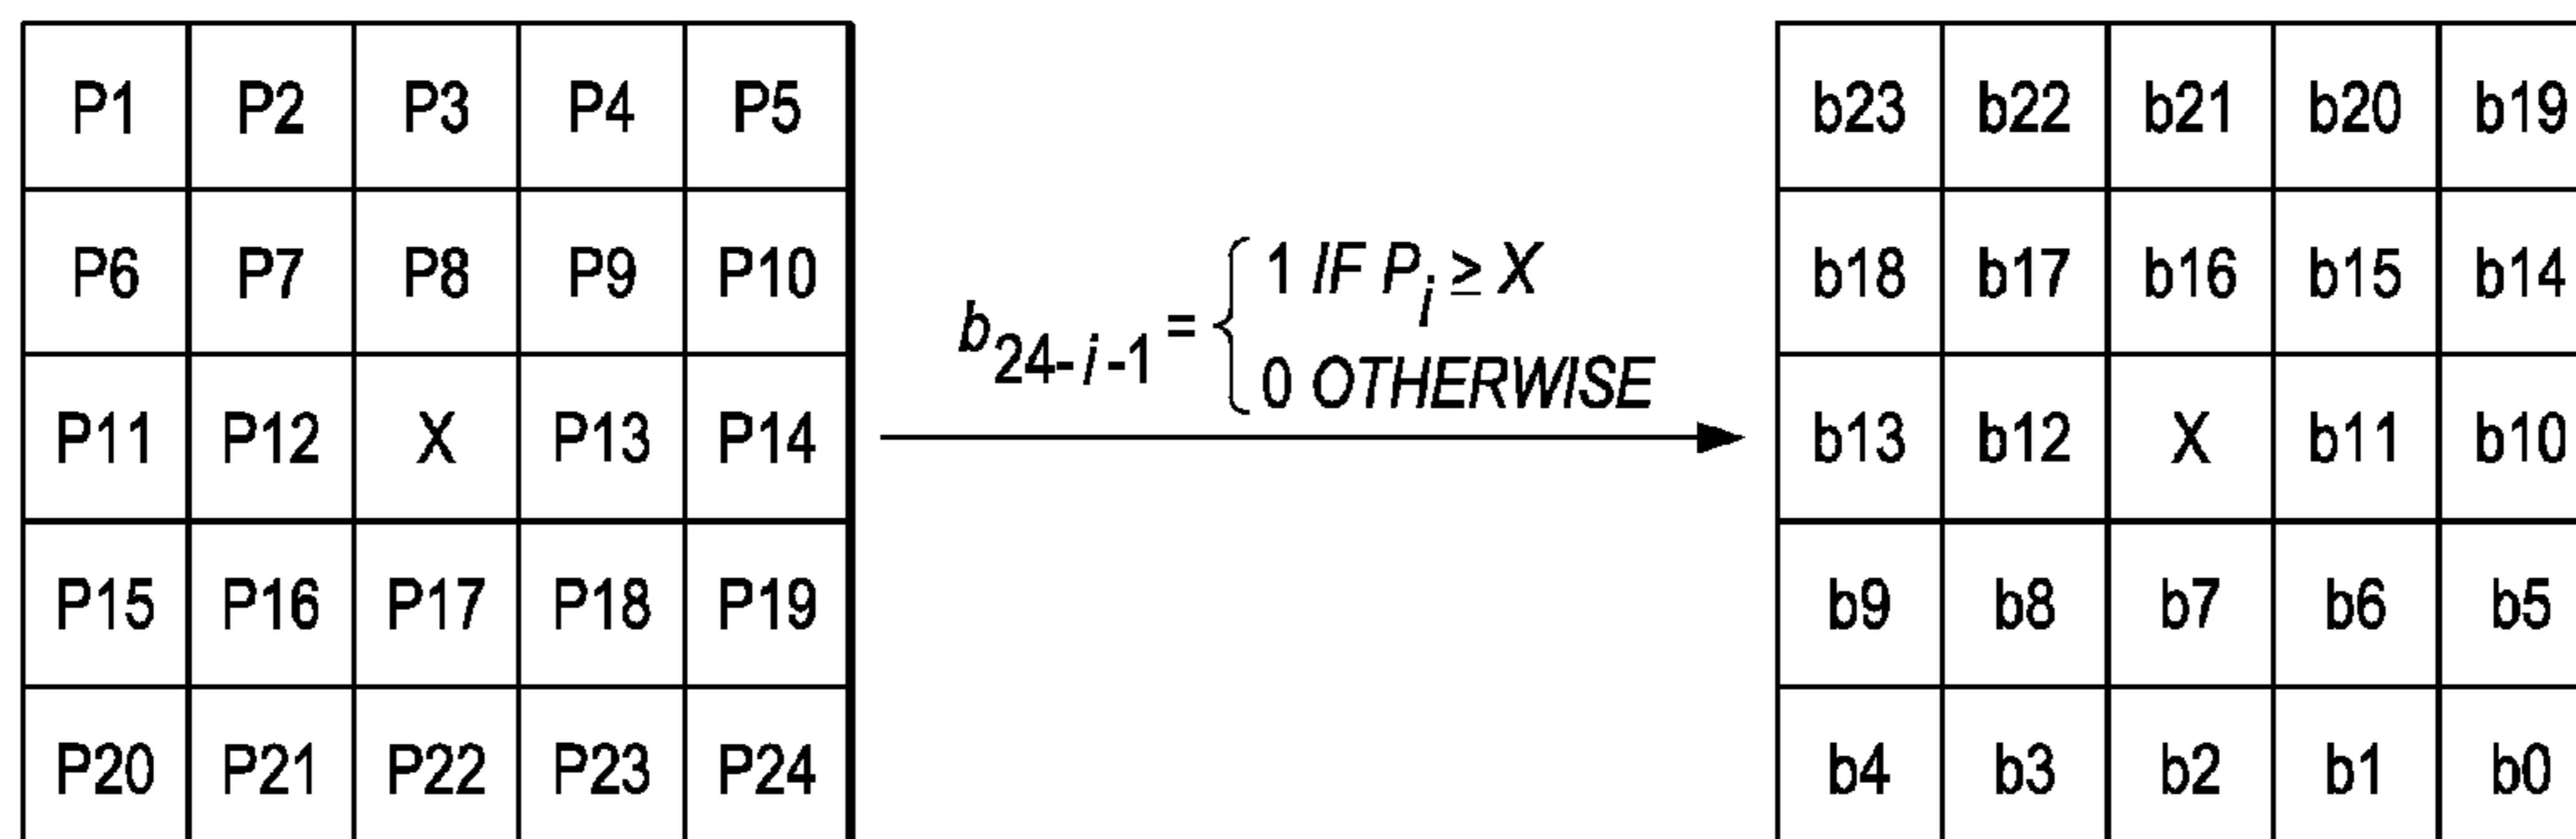 P1 P2 P3 P4 P5
P6 P7 P8 P9 P10
P11 P12 X P13 P14
P15 P16 P17 P18 P19
P20 P21 P22 P23 P24
b24-i-1 = { 1 IF Pi ≥ X
0 OTHERWISE
b23 b22 b21 b20 b19
b18 b17 b16 b15 b14
b13 b12 X b11 b10
b9 b8 b7 b6 b5
b4 b3 b2 b1 b0